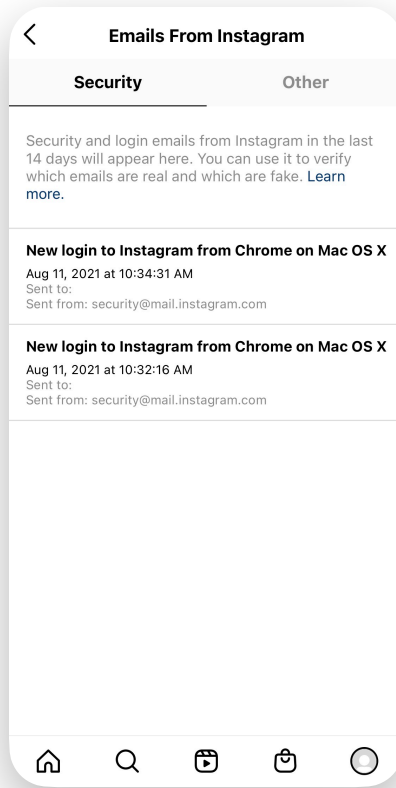 Emails From Instagram
Security
Other
Security and login emails from Instagram in the last
14 days will appear here. You can use it to verify
which emails are real and which are fake. Learn
more.
New login to Instagram from Chrome on Mac OS X
Aug 11, 2021 at 10:34:31 AM
Sent to:
Sent from: security@mail.instagram.com
New login to Instagram from Chrome on Mac OS X
Aug 11, 2021 at 10:32:16 AM
Sent to:
Sent from: security@mail.instagram.com